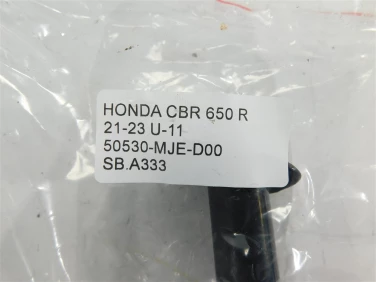 HONDA CBR 650 R
21-23 U-11
50530-MJE-D00
SB.A333